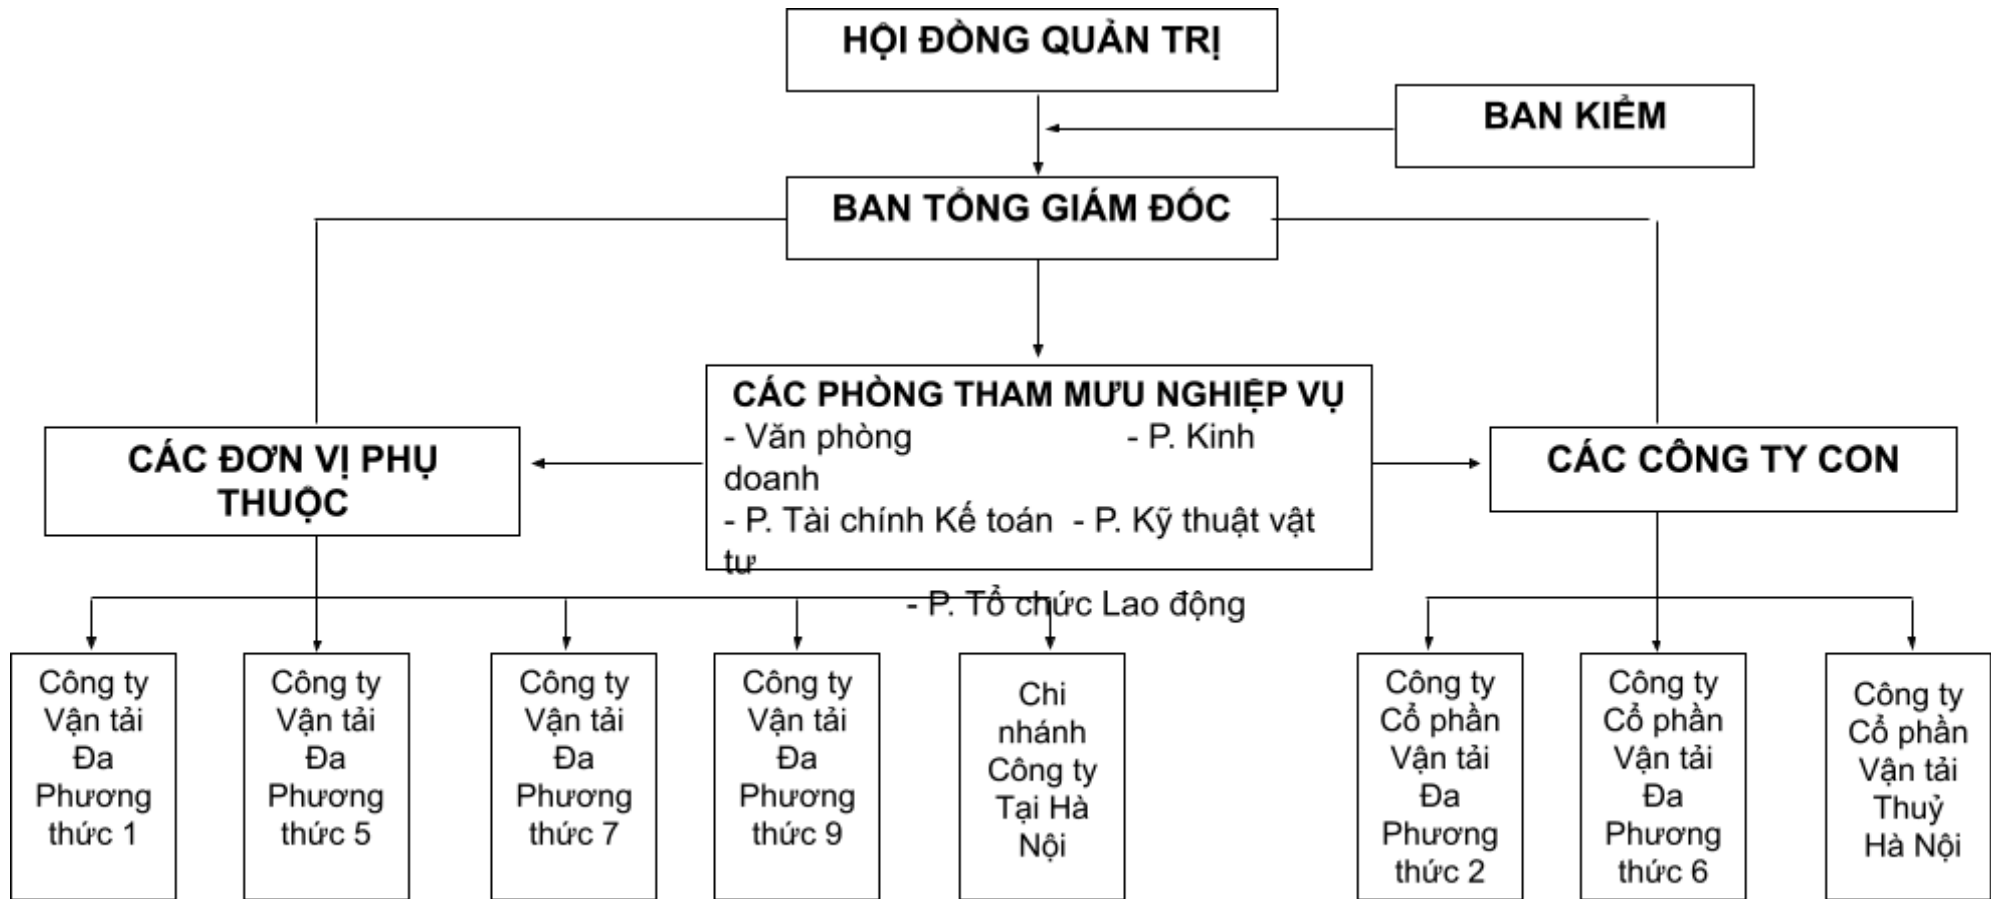 HỘI ĐỒNG QUẢN TRỊ
BAN KIỂM
BAN TỔNG GIÁM ĐỐC
CÁC PHÒNG THAM MƯU NGHIỆP VỤ
- Văn phòng - P. Kinh
doanh
- P. Tài chính Kế toán - P. Kỹ thuật vật
tư
- P. Tổ chức Lao động
CÁC ĐƠN VỊ PHỤ
THUỘC
CÁC CÔNG TY CON
Công ty
Vận tải
Đa
Phương
thức 1
Công ty
Vận tải
Đa
Phương
thức 5
Công ty
Vận tải
Đa
Phương
thức 7
Công ty
Vận tải
Đa
Phương
thức 9
Chi
nhánh
Công ty
Tại Hà
Nội
Công ty
Cổ phần
Vận tải
Đa
Phương
thức 2
Công ty
Cổ phần
Vận tải
Đa
Phương
thức 6
Công ty
Cổ phần
Vận tải
Thuỷ
Hà Nội